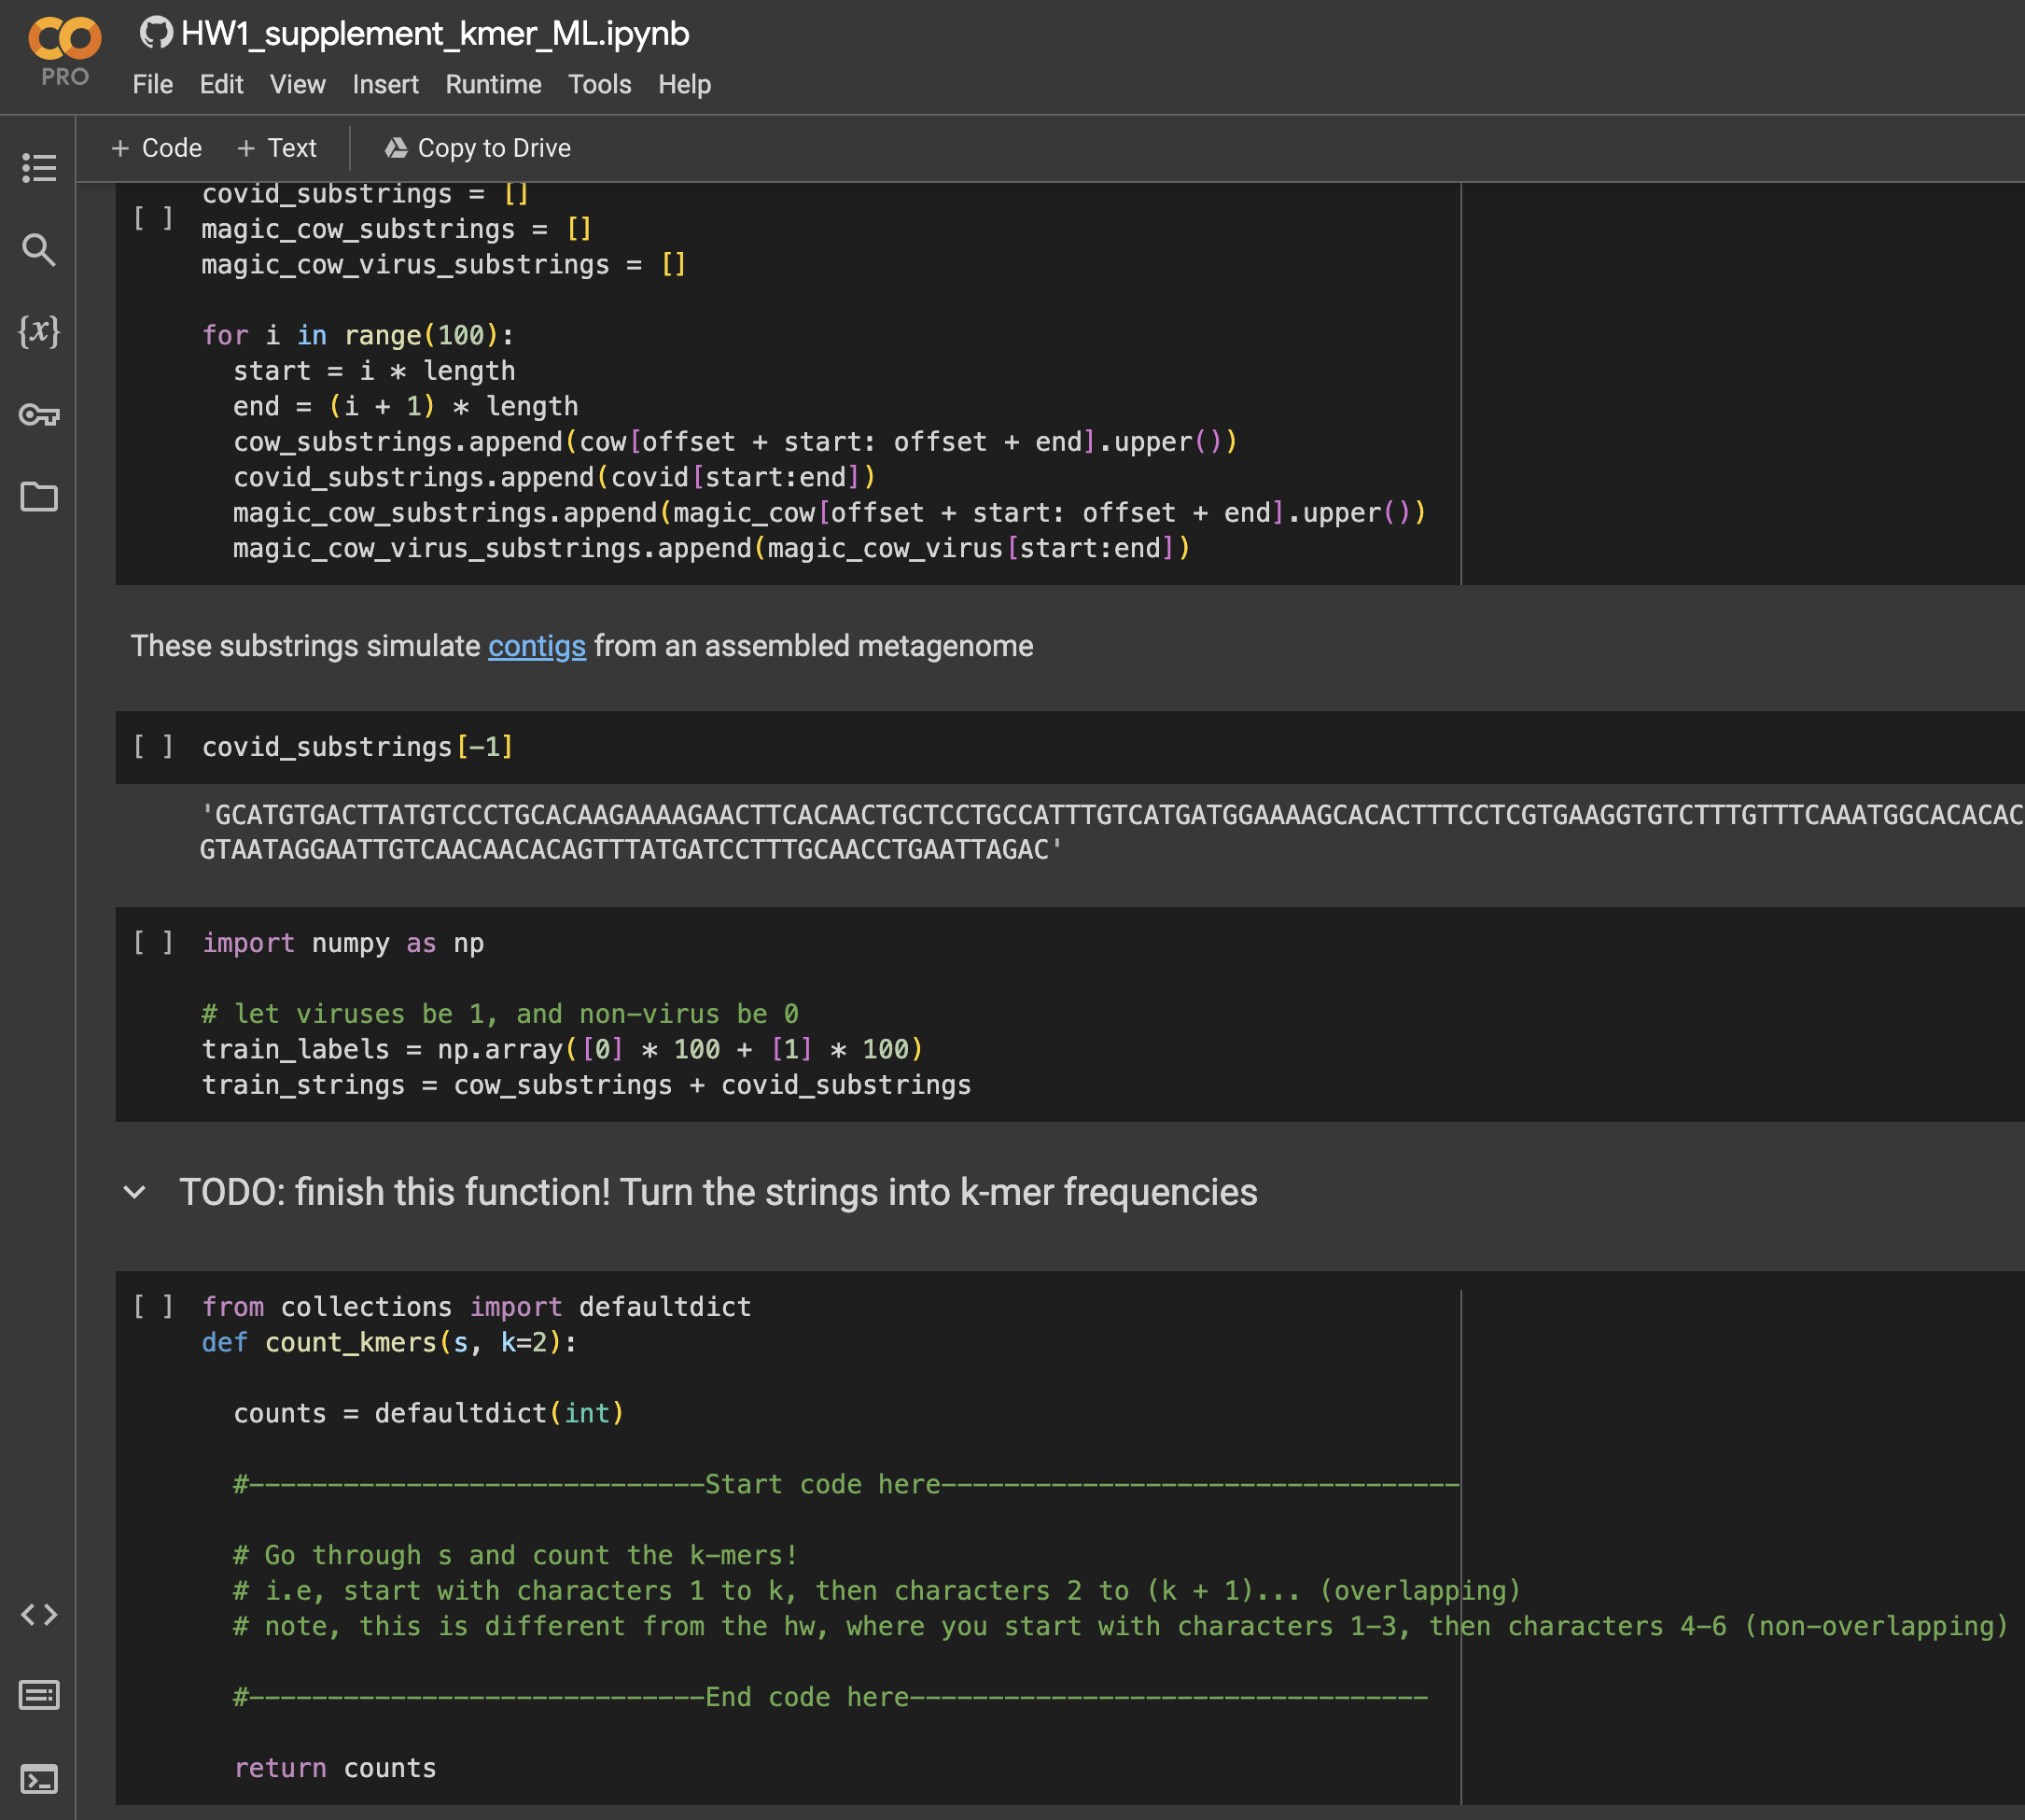 HW1_supplement_kmer_ML.ipynb
PRO
File Edit View Insert Runtime Tools Help
+ Code + Text Copy to Drive
covid_substrings = []
[ ]
magic_cow_substrings = []
magic_cow_virus_substrings = []
for i in range(100):
  start = i * length
  end = (i + 1) * length
  cow_substrings.append(cow[offset + start: offset + end].upper())
  covid_substrings.append(covid[start:end])
  magic_cow_substrings.append(magic_cow[offset + start: offset + end].upper())
  magic_cow_virus_substrings.append(magic_cow_virus[start:end])
These substrings simulate contigs from an assembled metagenome
[ ] covid_substrings[-1]
'GCATGTGACTTATGTCCCTGCACAAGAAAAGAACTTCACAACTGCTCCTGCCATTTGTCATGATGGAAAAGCACACTTTCCTCGTGAAGGTGTCTTTGTTTCAAATGGCACACAC
GTAATAGGAATTGTCAACAACACAGTTTATGATCCTTTGCAACCTGAATTAGAC'
[ ] import numpy as np
# let viruses be 1, and non-virus be 0
train_labels = np.array([0] * 100 + [1] * 100)
train_strings = cow_substrings + covid_substrings
TODO: finish this function! Turn the strings into k-mer frequencies
[ ] from collections import defaultdict
def count_kmers(s, k=2):
  counts = defaultdict(int)
  #-----------------------------Start code here---------------------------------
  # Go through s and count the k-mers!
  # i.e, start with characters 1 to k, then characters 2 to (k + 1)... (overlapping)
  # note, this is different from the hw, where you start with characters 1-3, then characters 4-6 (non-overlapping)
  #-----------------------------End code here---------------------------------
  return counts